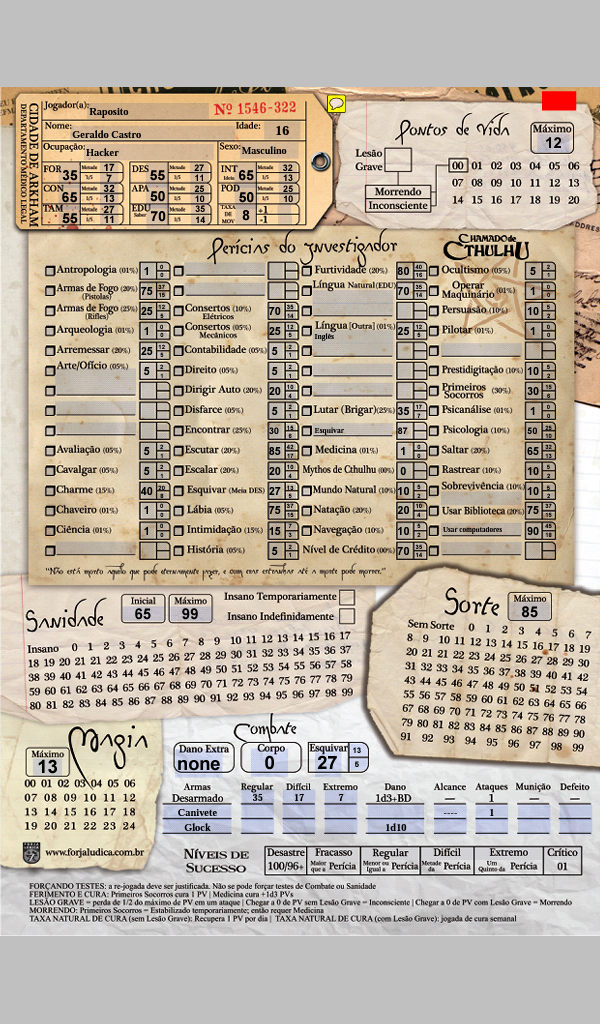 Jogador(a): Raposito Nº 1546-322
CIDADE DE ARKHAM
DEPARTAMENTO MÉDICO LEGAL
Nome: Geraldo Castro Idade: 16
Ocupação: Hacker Sexo: Masculino
FOR 35 Metade 17 1/5 7 DES 55 Metade 27 1/5 11 INT Ideia 65 Metade 32 1/5 13
CON 65 Metade 32 1/5 13 APA 50 Metade 25 1/5 10 POD 50 Metade 25 1/5 10
TAM 55 Metade 27 1/5 11 EDU Saber 70 Metade 35 1/5 14 TAXA DE MOV 8 +1 -1
Pontos de Vida
Máximo 12
Lesão Grave
Morrendo
Inconsciente
00 01 02 03 04 05 06
07 08 09 10 11 12 13
14 15 16 17 18 19 20
Perícias do Investigador
CHAMADO de CTHULHU
Antropologia (01%) 1 0
Armas de Fogo (20%) (Pistolas) 75 37 15
Armas de Fogo (25%) (Rifles) 25 12 5
Arqueologia (01%) 1 0 0
Arremessar (20%) 25 12 5
Arte/Ofício (05%) 5 2 1
Avaliação (05%) 5 2 1
Cavalgar (05%) 5 2 1
Charme (15%) 40 20 8
Chaveiro (01%) 1 0 0
Ciência (01%) 1 0 0
Consertos (10%) Elétricos 70 35 14
Consertos (05%) Mecânicos 25 12 5
Contabilidade (05%) 5 2 1
Direito (05%) 5 2 1
Dirigir Auto (20%) 20 10 4
Disfarce (05%) 5 2 1
Encontrar (25%) 30 15 6
Escutar (20%) 85 42 17
Escalar (20%) 20 10 4
Esquivar (Meia DES) 27 13 5
Lábia (05%) 75 37 15
Intimidação (15%) 15 7 3
História (05%) 5 2 1
Furtividade (20%) 80 40 16
Língua Natural (EDU) 70 35 14
Língua [Outra] (01%) Inglês 25 12 5
Lutar (Brigar)(25%) 35 17 7
Esquivar 87
Medicina (01%) 1 0 0
Mythos de Cthulhu (00%) 0
Mundo Natural (10%) 10 5 2
Natação (20%) 20 10 4
Navegação (10%) 10 5 2
Nível de Crédito (00%) 70 35 14
Ocultismo (05%) 5 2 1
Operar Maquinário (01%) 1 0 0
Persuasão (10%) 10 5 2
Pilotar (01%) 1 0 0
Prestidigitação (10%) 10 5 2
Primeiros Socorros (30%) 30 15 6
Psicanálise (01%) 1 0 0
Psicologia (10%) 50 25 10
Saltar (20%) 65 32 13
Rastrear (10%) 10 5 2
Sobrevivência (10%) 10 5 2
Usar Biblioteca (20%) 75 37 15
Usar computadores 90 45 18
"Não está morto aquilo que pode eternamente jazer, e com eras estranhas até a morte pode morrer."
Sanidade
Inicial 65 Máximo 99
Insano Temporariamente
Insano Indefinidamente
Insano 0 1 2 3 4 5 6 7 8 9 10 11 12 13 14 15 16 17
18 19 20 21 22 23 24 25 26 27 28 29 30 31 32 33 34 35 36 37
38 39 40 41 42 43 44 45 46 47 48 49 50 51 52 53 54 55 56 57 58
59 60 61 62 63 64 65 66 67 68 69 70 71 72 73 74 75 76 77 78 79
80 81 82 83 84 85 86 87 88 89 90 91 92 93 94 95 96 97 98 99
Sorte
Máximo 85
Sem Sorte 0 1 2 3 4 5 6 7
8 9 10 11 12 13 14 15 16 17 18 19
20 21 22 23 24 25 26 27 28 29 30
31 32 33 34 35 36 37 38 39 40 41 42
43 44 45 46 47 48 49 50 51 52 53 54
55 56 57 58 59 60 61 62 63 64 65 66
67 68 69 70 71 72 73 74 75 76 77 78
79 80 81 82 83 84 85 86 87 88 89 90
91 92 93 94 95 96 97 98 99
Magia
Máximo 13
00 01 02 03 04 05 06
07 08 09 10 11 12 13 14 15 16 17 18
19 20 21 22 23 24
www.forjaludica.com.br
Combate
Dano Extra none Corpo 0 Esquivar 27 13 5
Armas Regular Difícil Extremo Dano Alcance Ataques Munição Defeito
Desarmado 35 17 7 1d3+BD — 1 — —
Canivete ---- 1
Glock 1d10
NÍVEIS DE SUCESSO
Desastre Fracasso Regular Difícil Extremo Crítico
100/96+ Maior que a Perícia Menor ou Igual a Perícia Metade da Perícia Um Quinto da Perícia 01
FORÇANDO TESTES: a re-jogada deve ser justificada. Não se pode forçar testes de Combate ou Sanidade
FERIMENTO E CURA: Primeiros Socorros cura 1 PV | Medicina cura +1d3 PVs
LESÃO GRAVE = perda de 1/2 do máximo de PV em um ataque | Chegar a 0 de PV sem Lesão Grave = Inconsciente | Chegar a 0 de PV com Lesão Grave = Morrendo
MORRENDO: Primeiros Socorros = Estabilizado temporariamente; então requer Medicina
TAXA NATURAL DE CURA (sem Lesão Grave): Recupera 1 PV por dia | TAXA NATURAL DE CURA (com Lesão Grave): jogada de cura semanal